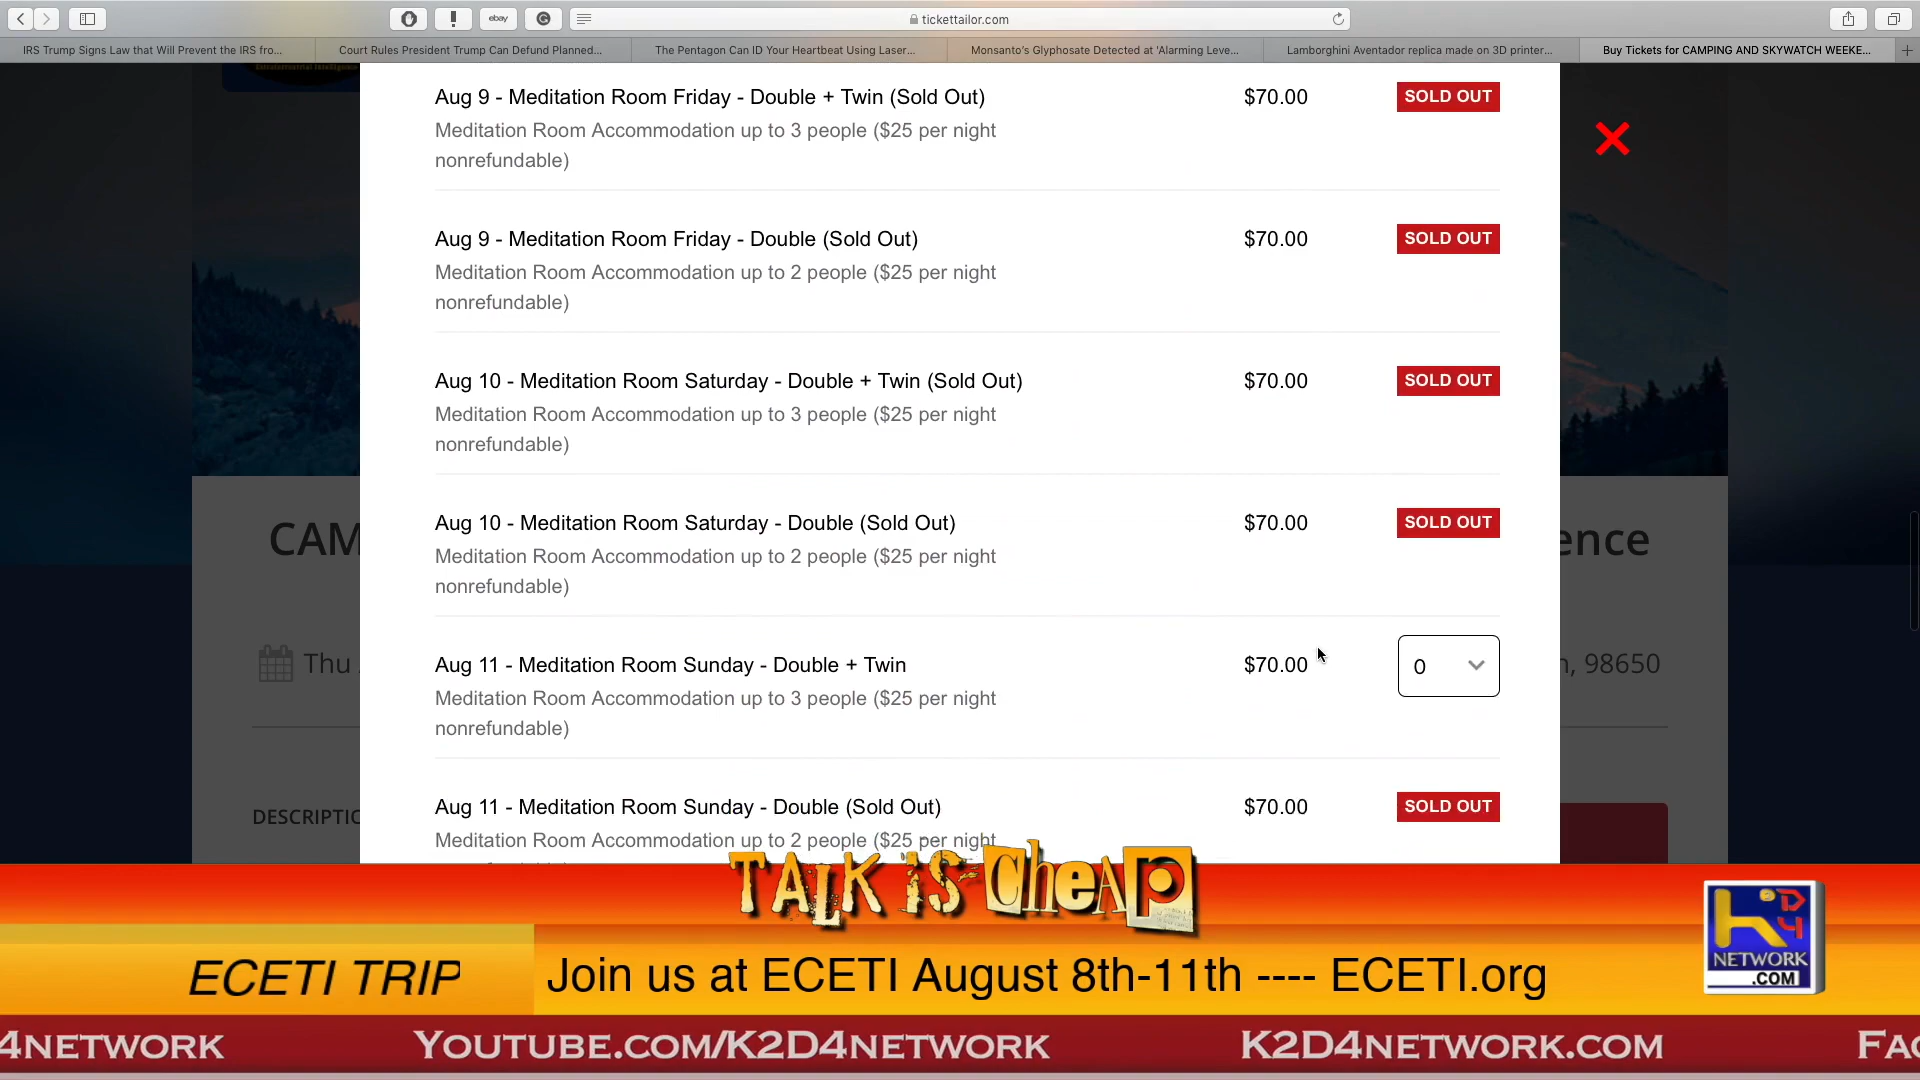 ebay
tickettailor.com
IRS Trump Signs Law that Will Prevent the IRS fro...
Court Rules President Trump Can Defund Planned...
The Pentagon Can ID Your Heartbeat Using Laser...
Monsanto's Glyphosate Detected at 'Alarming Leve...
Lamborghini Aventador replica made on 3D printer...
Buy Tickets for CAMPING AND SKYWATCH WEEKE...
Aug 9 - Meditation Room Friday - Double + Twin (Sold Out) $70.00 SOLD OUT
Meditation Room Accommodation up to 3 people ($25 per night
nonrefundable)
Aug 9 - Meditation Room Friday - Double (Sold Out) $70.00 SOLD OUT
Meditation Room Accommodation up to 2 people ($25 per night
nonrefundable)
Aug 10 - Meditation Room Saturday - Double + Twin (Sold Out) $70.00 SOLD OUT
Meditation Room Accommodation up to 3 people ($25 per night
nonrefundable)
Aug 10 - Meditation Room Saturday - Double (Sold Out) $70.00 SOLD OUT
Meditation Room Accommodation up to 2 people ($25 per night
nonrefundable)
CAM
ence
Aug 11 - Meditation Room Sunday - Double + Twin $70.00 0
Meditation Room Accommodation up to 3 people ($25 per night
nonrefundable)
Thu
n, 98650
Aug 11 - Meditation Room Sunday - Double (Sold Out) $70.00 SOLD OUT
Meditation Room Accommodation up to 2 people ($25 per night
DESCRIPTIO
TALK iS CheAP
K2D4
NETWORK
.COM
ECETI TRIP
Join us at ECETI August 8th-11th ---- ECETI.org
4NETWORK YOUTUBE.COM/K2D4NETWORK K2D4NETWORK.COM FAC